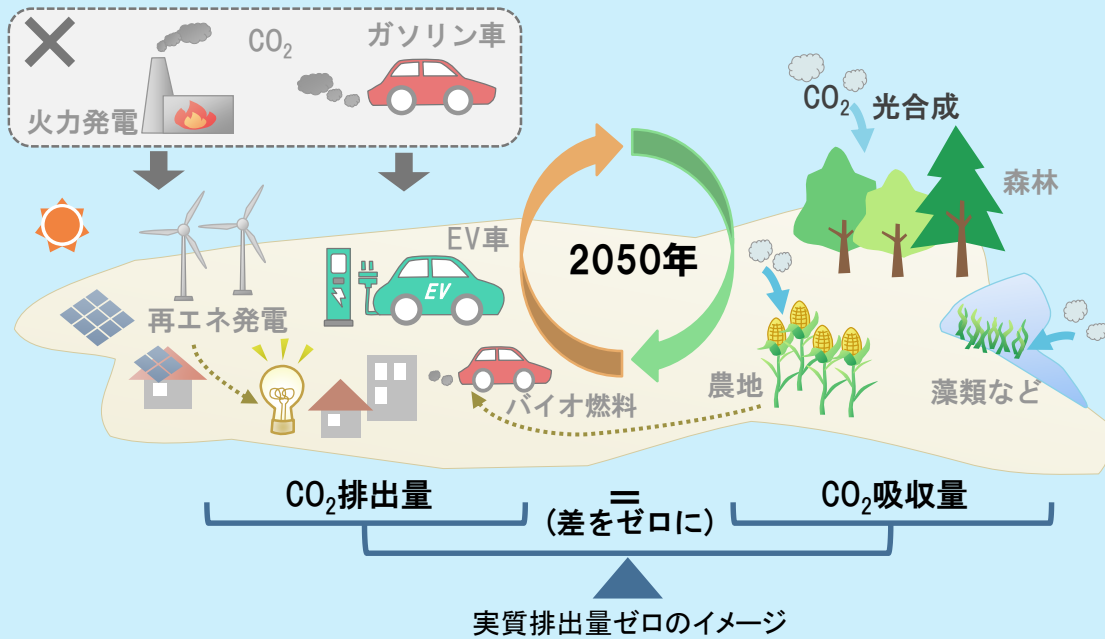 CO₂
ガソリン車
火力発電
CO₂
光合成
森林
EV車
EV
2050年
再エネ発電
農地
バイオ燃料
藻類など
CO₂排出量
＝
(差をゼロに)
CO₂吸収量
実質排出量ゼロのイメージ